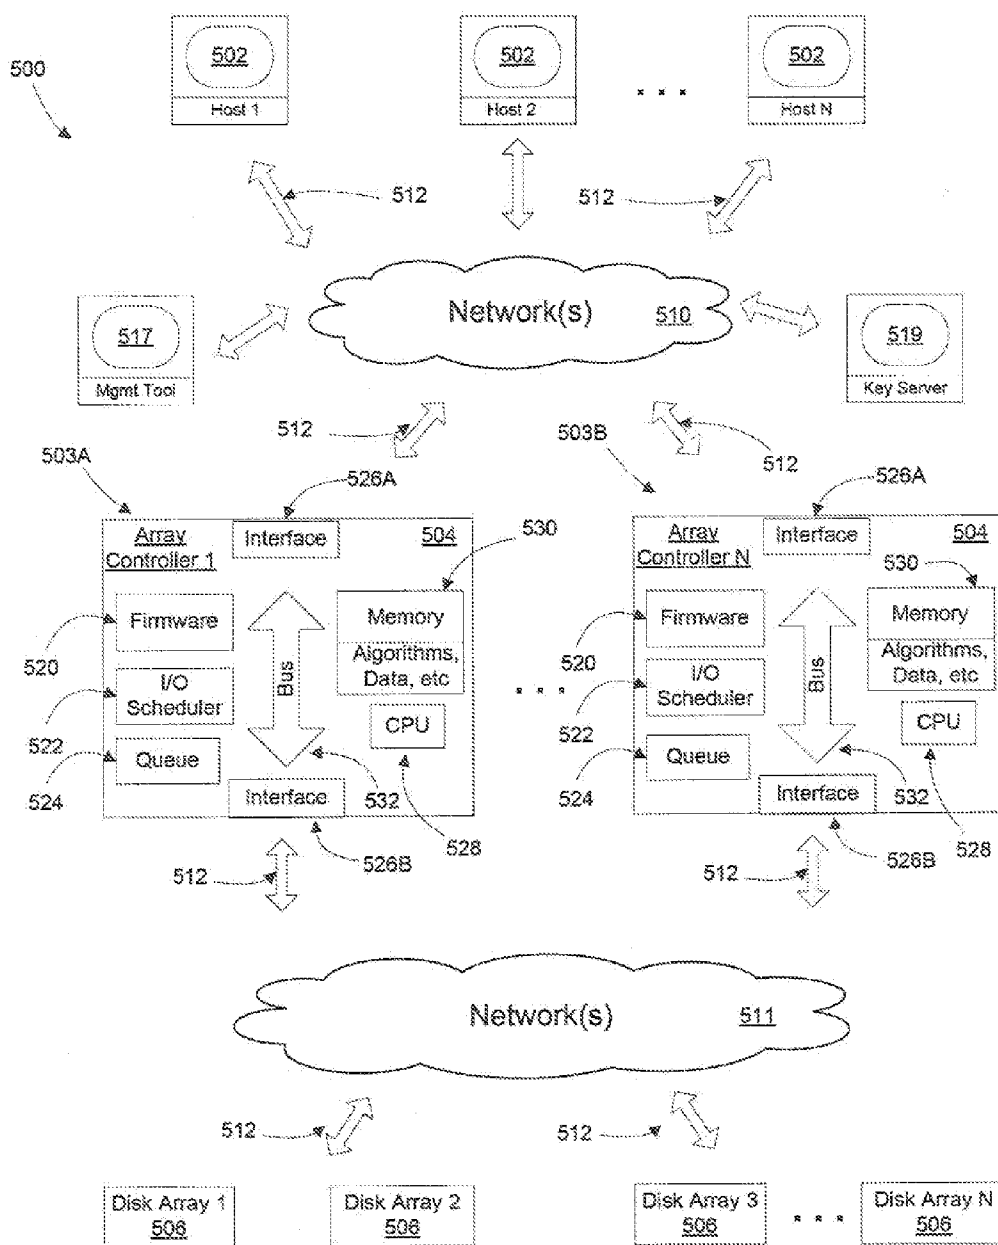 502 502 502
500
Host 1 Host 2 . . . Host N
512 512
Network(s) 510
517 519
Mgmt Tool Key Server
512 503B 512
503A 526A 526A
Array Controller 1 Interface 504 530
Array Controller N Interface 504 530
Firmware Memory
520 Algorithms, Data, etc
I/O Scheduler Bus
522 CPU
Queue
524 Interface 532
526B 528
. . .
Firmware Memory
520 Algorithms, Data, etc
I/O Scheduler Bus
522 CPU
Queue
524 Interface 532
526B 528
512 512
Network(s) 511
512 512
Disk Array 1 Disk Array 2 Disk Array 3 . . . Disk Array N
506 506 506 506